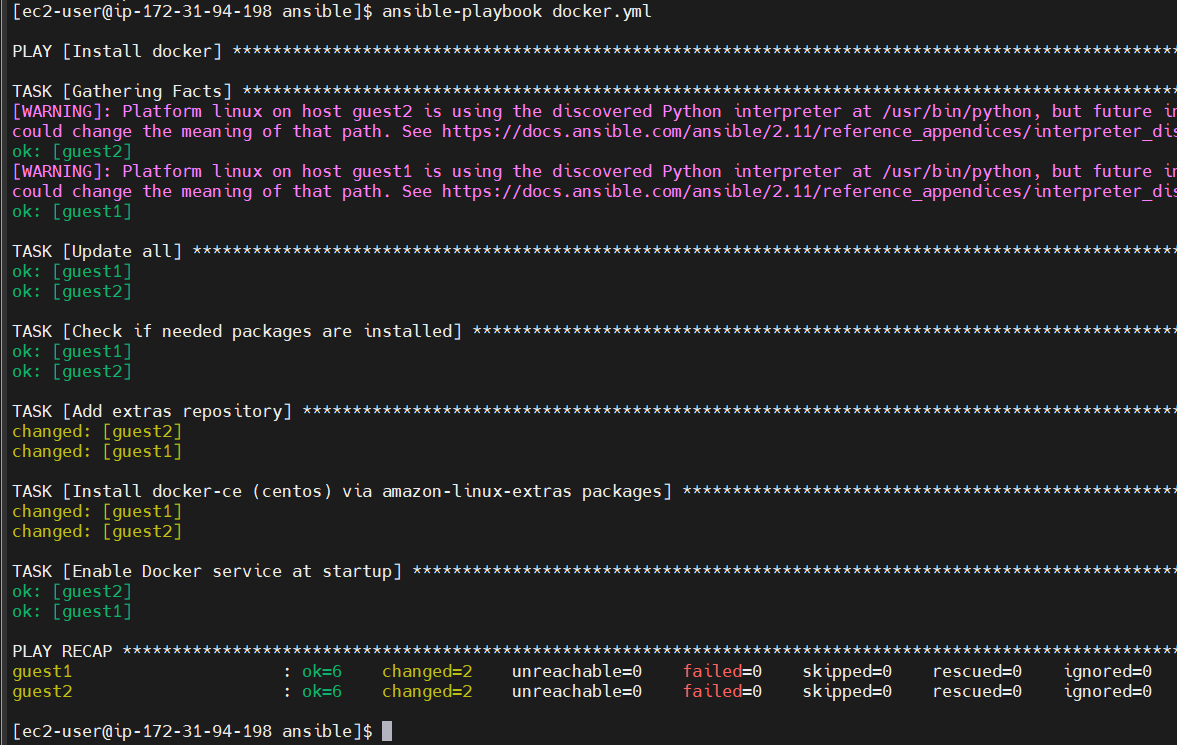 [ec2-user@ip-172-31-94-198 ansible]$ ansible-playbook docker.yml
PLAY [Install docker] ***********************************************************************************************
TASK [Gathering Facts] **********************************************************************************************
[WARNING]: Platform linux on host guest2 is using the discovered Python interpreter at /usr/bin/python, but future in
could change the meaning of that path. See https://docs.ansible.com/ansible/2.11/reference_appendices/interpreter_dis
ok: [guest2]
[WARNING]: Platform linux on host guest1 is using the discovered Python interpreter at /usr/bin/python, but future in
could change the meaning of that path. See https://docs.ansible.com/ansible/2.11/reference_appendices/interpreter_dis
ok: [guest1]
TASK [Update all] ***************************************************************************************************
ok: [guest1]
ok: [guest2]
TASK [Check if needed packages are installed] ***********************************************************************
ok: [guest1]
ok: [guest2]
TASK [Add extras repository] ****************************************************************************************
changed: [guest2]
changed: [guest1]
TASK [Install docker-ce (centos) via amazon-linux-extras packages] **************************************************
changed: [guest1]
changed: [guest2]
TASK [Enable Docker service at startup] *****************************************************************************
ok: [guest2]
ok: [guest1]
PLAY RECAP **********************************************************************************************************
guest1                     : ok=6    changed=2    unreachable=0    failed=0    skipped=0    rescued=0    ignored=0
guest2                     : ok=6    changed=2    unreachable=0    failed=0    skipped=0    rescued=0    ignored=0
[ec2-user@ip-172-31-94-198 ansible]$